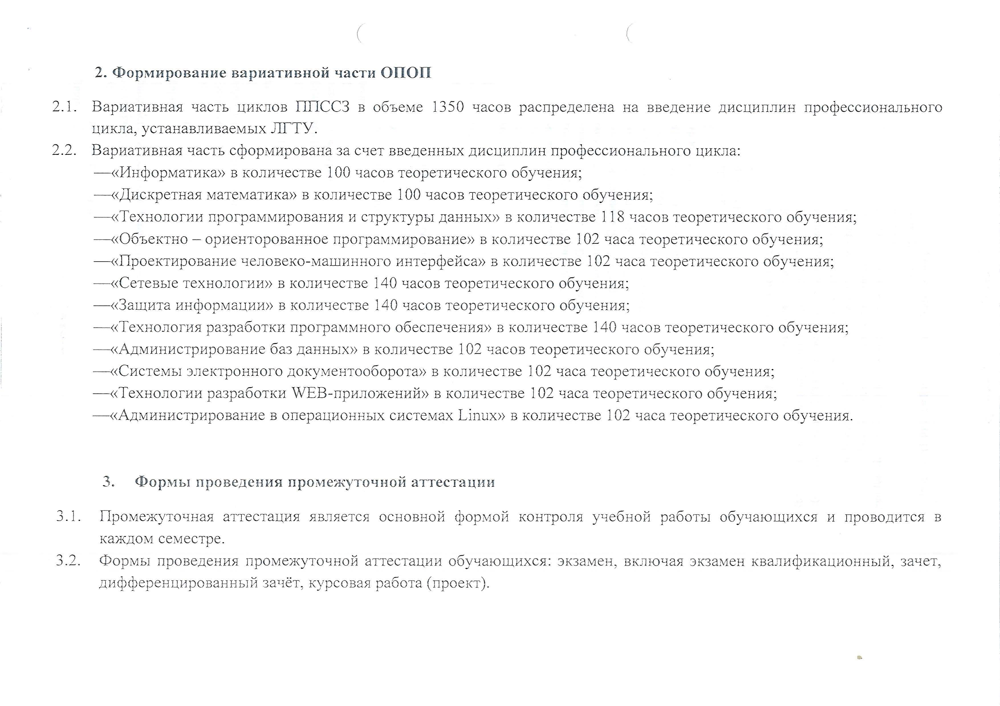 2. Формирование вариативной части ОПОП
2.1. Вариативная часть циклов ППССЗ в объеме 1350 часов распределена на введение дисциплин профессионального
цикла, устанавливаемых ЛГТУ.
2.2. Вариативная часть сформирована за счет введенных дисциплин профессионального цикла:
—«Информатика» в количестве 100 часов теоретического обучения;
—«Дискретная математика» в количестве 100 часов теоретического обучения;
—«Технологии программирования и структуры данных» в количестве 118 часов теоретического обучения;
—«Объектно – ориенторованное программирование» в количестве 102 часа теоретического обучения;
—«Проектирование человеко-машинного интерфейса» в количестве 102 часа теоретического обучения;
—«Сетевые технологии» в количестве 140 часов теоретического обучения;
—«Защита информации» в количестве 140 часов теоретического обучения;
—«Технология разработки программного обеспечения» в количестве 140 часов теоретического обучения;
—«Администрирование баз данных» в количестве 102 часов теоретического обучения;
—«Системы электронного документооборота» в количестве 102 часа теоретического обучения;
—«Технологии разработки WEB-приложений» в количестве 102 часа теоретического обучения;
—«Администрирование в операционных системах Linux» в количестве 102 часа теоретического обучения.
3. Формы проведения промежуточной аттестации
3.1. Промежуточная аттестация является основной формой контроля учебной работы обучающихся и проводится в
каждом семестре.
3.2. Формы проведения промежуточной аттестации обучающихся: экзамен, включая экзамен квалификационный, зачет,
дифференцированный зачёт, курсовая работа (проект).